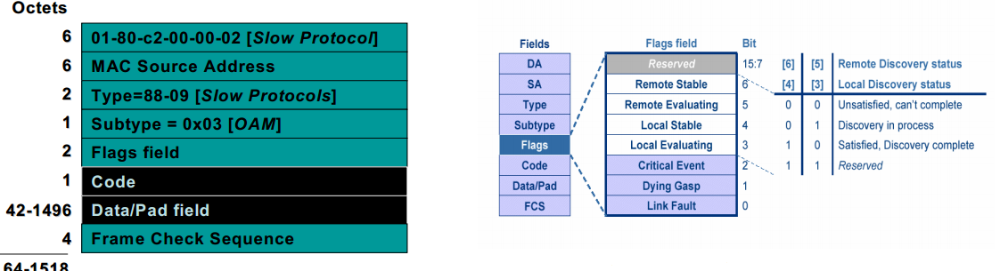 Octets
6 01-80-c2-00-00-02 [Slow Protocol]
6 MAC Source Address
2 Type=88-09 [Slow Protocols]
1 Subtype = 0x03 [OAM]
2 Flags field
1 Code
42-1496 Data/Pad field
4 Frame Check Sequence
64-1518
Fields
DA
SA
Type
Subtype
Flags
Code
Data/Pad
FCS
Flags field Bit
Reserved 15:7
Remote Stable 6
Remote Evaluating 5
Local Stable 4
Local Evaluating 3
Critical Event 2
Dying Gasp 1
Link Fault 0
[6] [5] Remote Discovery status
[4] [3] Local Discovery status
0 0 Unsatisfied, can't complete
0 1 Discovery in process
1 0 Satisfied, Discovery complete
1 1 Reserved